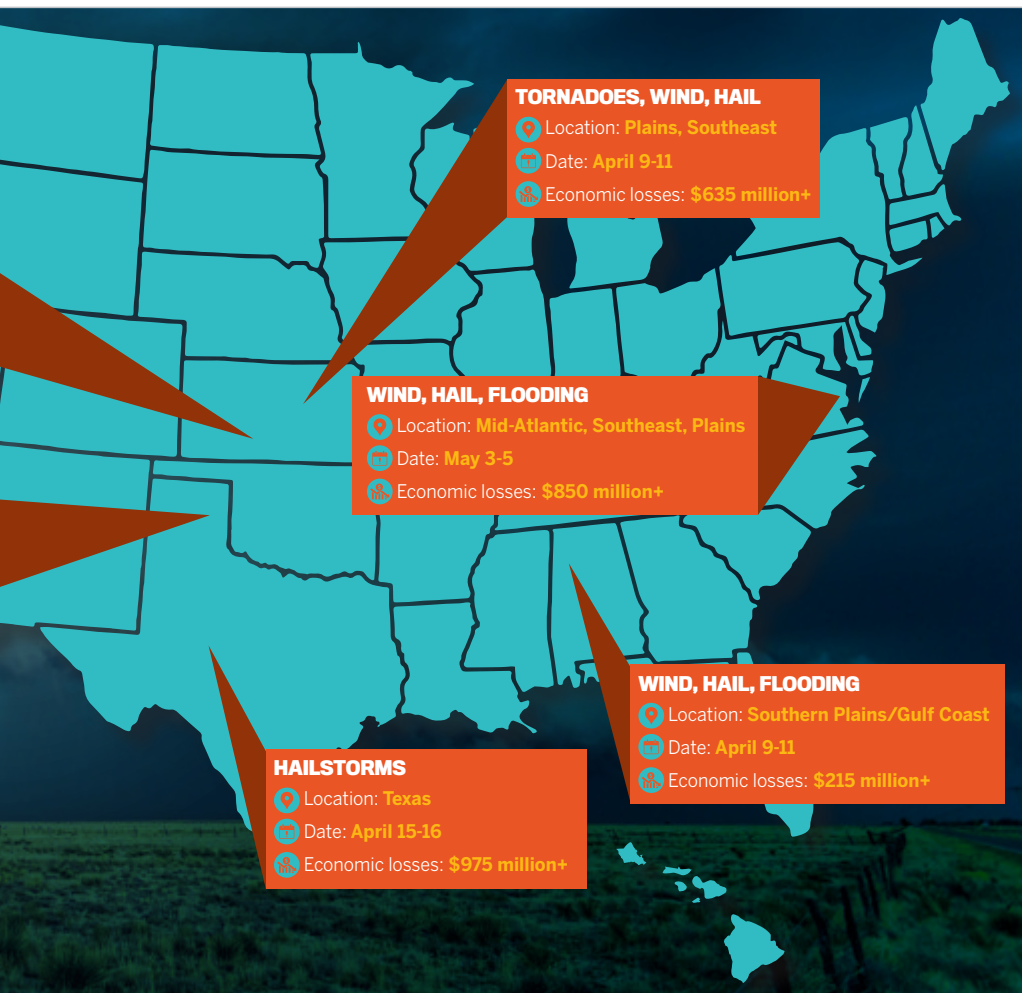 TORNADOES, WIND, HAIL
Location: Plains, Southeast
Date: April 9-11
Economic losses: $635 million+
WIND, HAIL, FLOODING
Location: Mid-Atlantic, Southeast, Plains
Date: May 3-5
Economic losses: $850 million+
WIND, HAIL, FLOODING
Location: Southern Plains/Gulf Coast
Date: April 9-11
Economic losses: $215 million+
HAILSTORMS
Location: Texas
Date: April 15-16
Economic losses: $975 million+